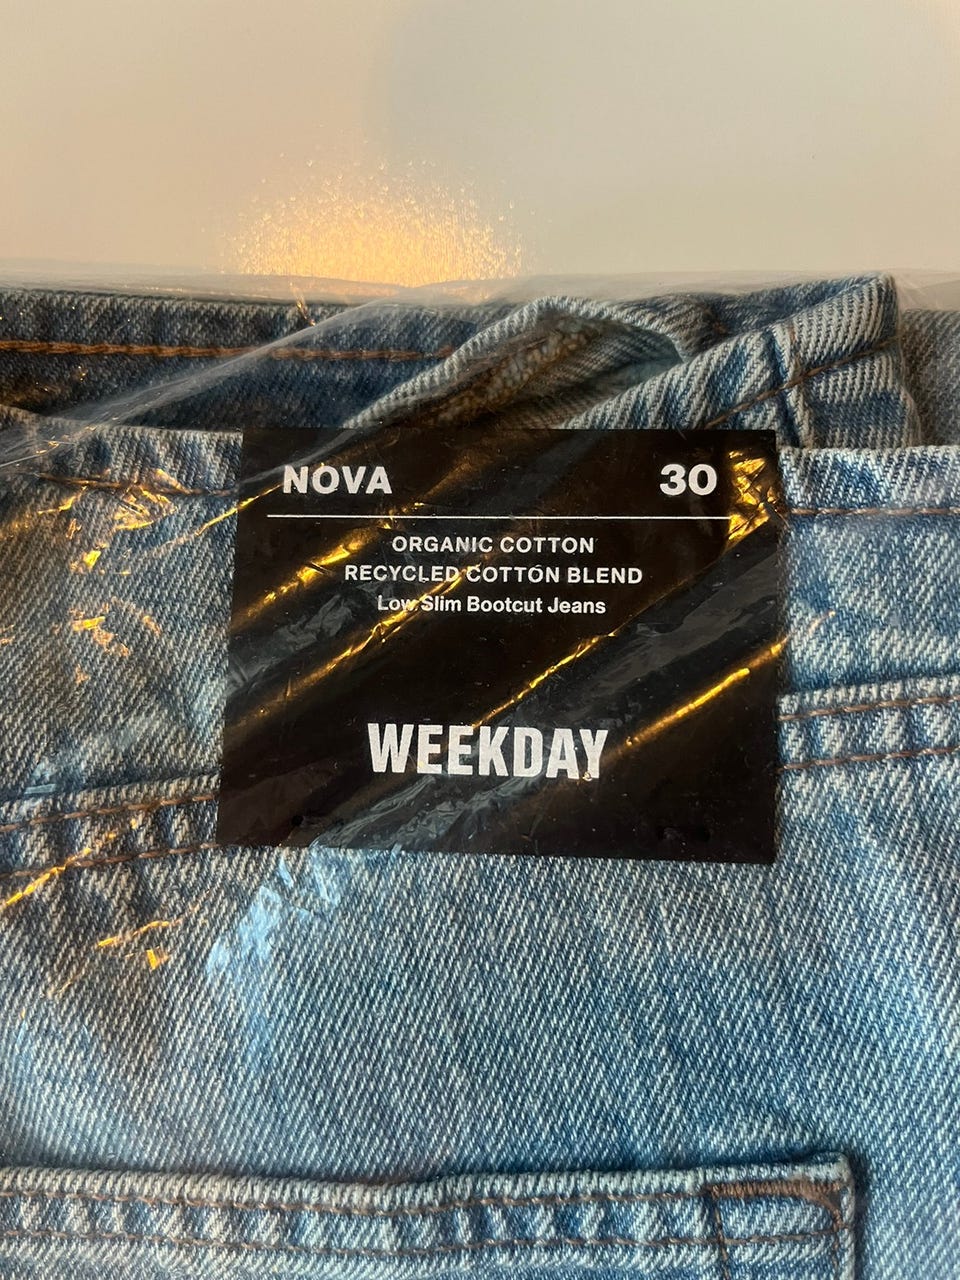 NOVA 30
ORGANIC COTTON
RECYCLED COTTON BLEND
Low Slim Bootcut Jeans
WEEKDAY